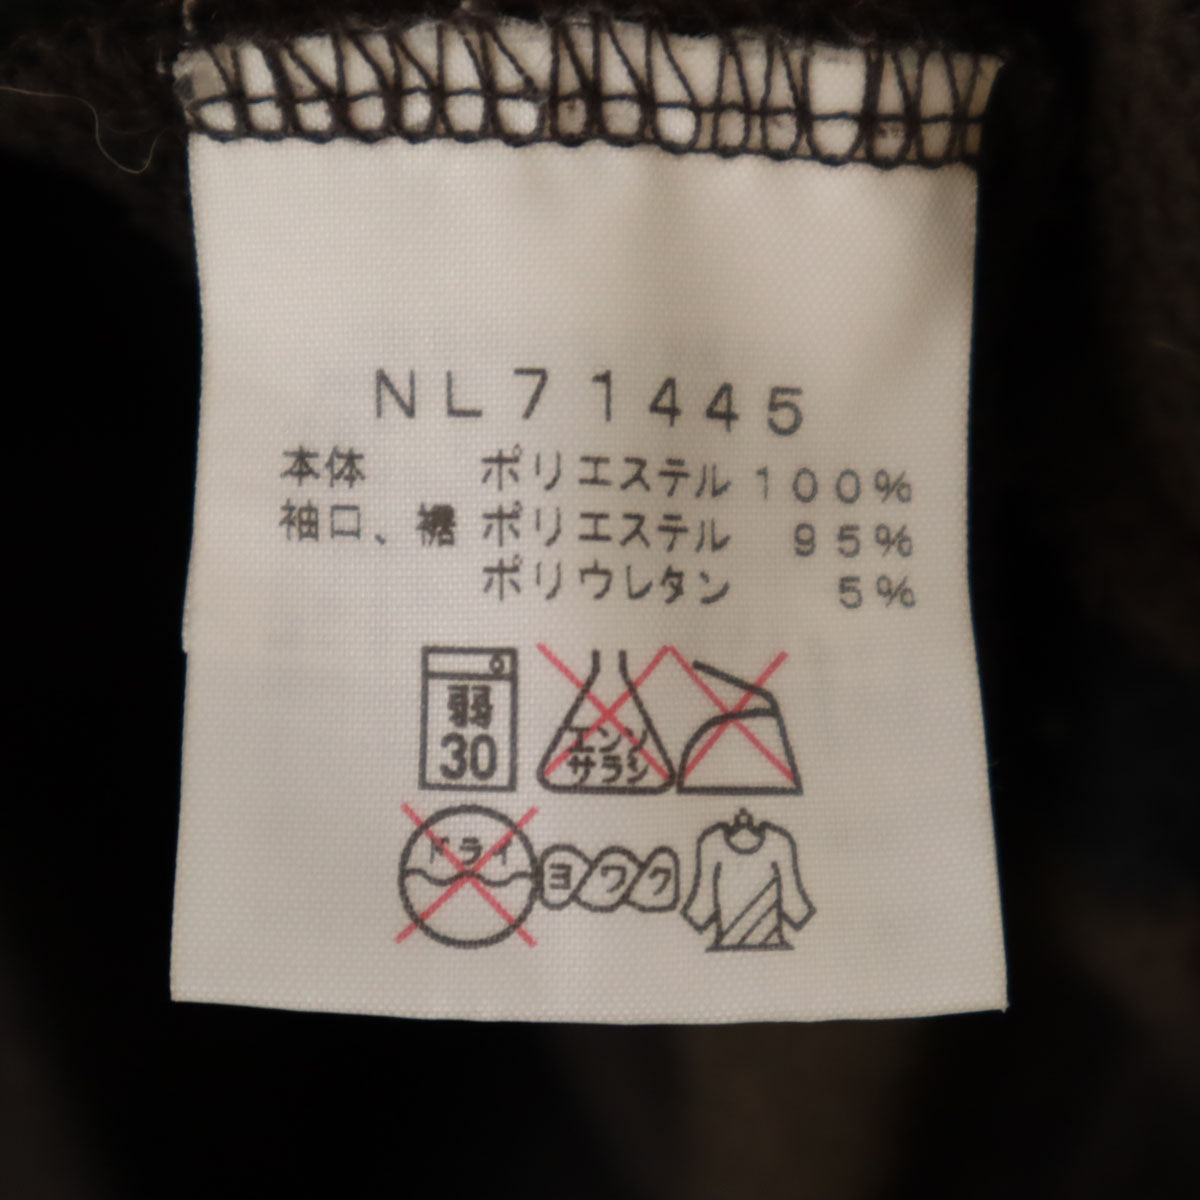 NL71445
本体 ポリエステル 100%
袖口、裾 ポリエステル 95%
ポリウレタン 5%
弱
30
エンソ
サラシ
ドライ
ヨワク